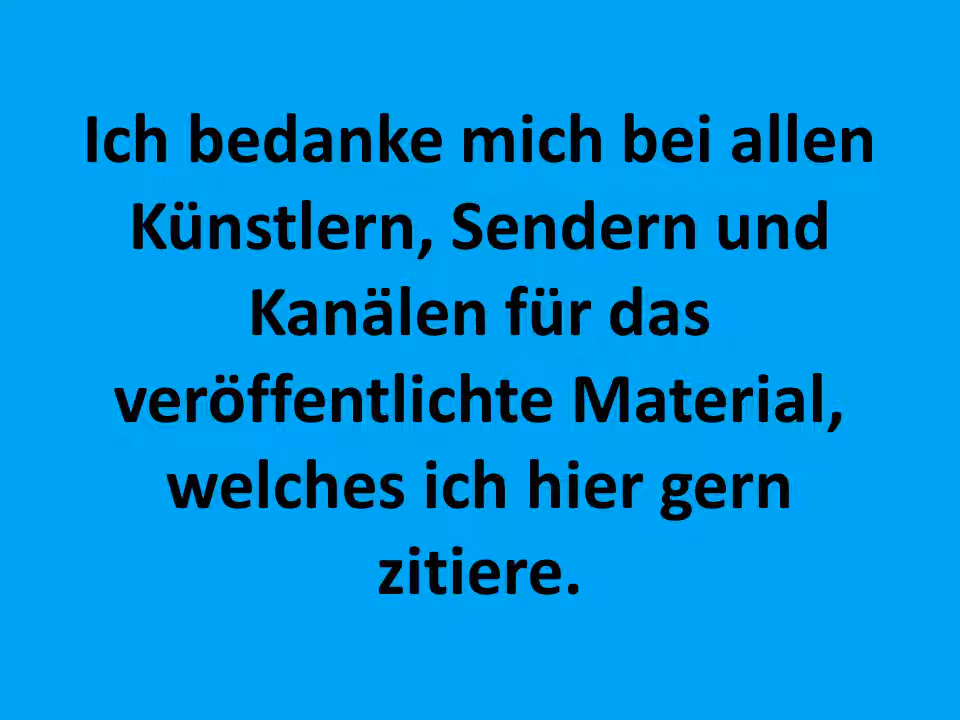 Ich bedanke mich bei allen
Künstlern, Sendern und
Kanälen für das
veröffentlichte Material,
welches ich hier gern
zitiere.